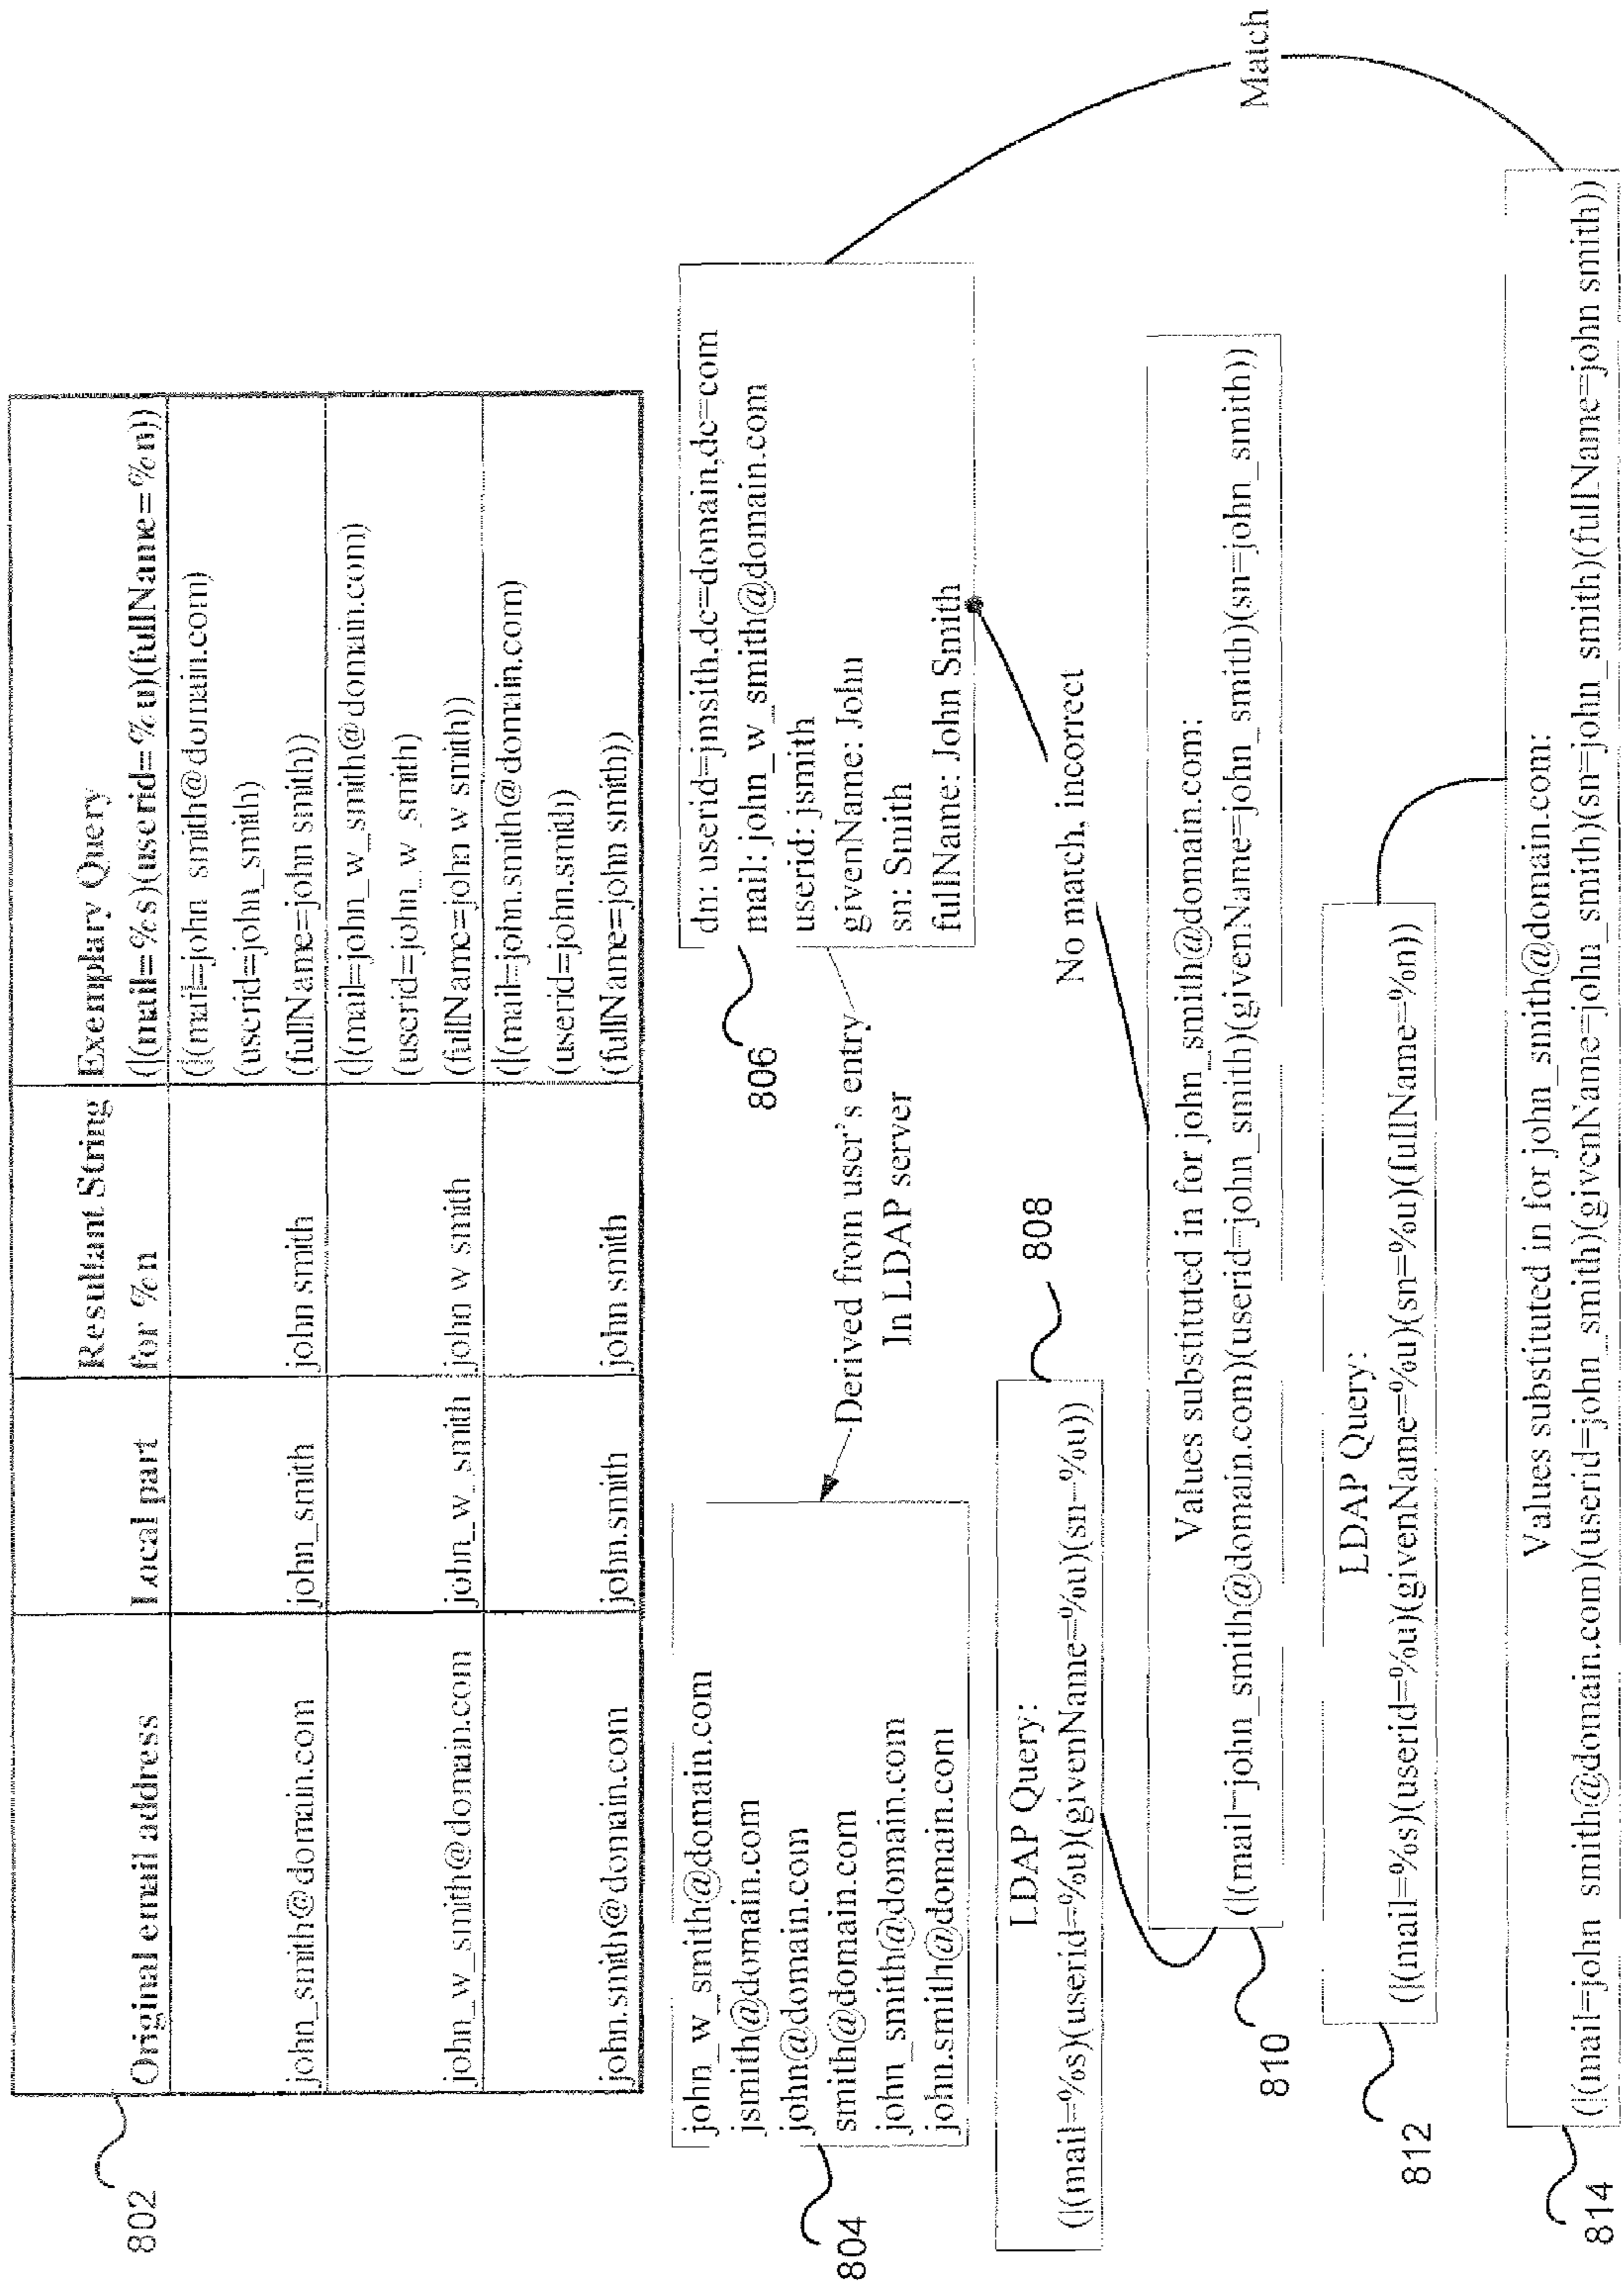 802
Original email address Local part Resultant String for %n Exemplary Query
(|(mail=%s)(userid=%u)(fullName=%n))
john_smith@domain.com john_smith john smith (|(mail=john_smith@domain.com)
(userid=john_smith)
(fullName=john smith))
john_w_smith@domain.com john_w_smith john w smith (|(mail=john_w_smith@domain.com)
(userid=john_w_smith)
(fullName=john w smith))
john.smith@domain.com john.smith john smith (|(mail=john.smith@domain.com)
(userid=john.smith)
(fullName=john smith))
804
john_w_smith@domain.com
jsmith@domain.com
john@domain.com
smith@domain.com
john_smith@domain.com
john.smith@domain.com
Derived from user's entry
In LDAP server
806
dn: userid=jmsith,dc=domain,dc=com
mail: john_w_smith@domain.com
userid: jsmith
givenName: John
sn: Smith
fullName: John Smith
808
LDAP Query:
(|(mail=%s)(userid=%u)(givenName=%u)(sn=%u))
No match, incorrect
810
Values substituted in for john_smith@domain.com:
(|(mail=john_smith@domain.com)(userid=john_smith)(givenName=john_smith)(sn=john_smith))
812
LDAP Query:
(|(mail=%s)(userid=%u)(givenName=%u)(sn=%u)(fullName=%n))
Match
814
Values substituted in for john_smith@domain.com:
(|(mail=john_smith@domain.com)(userid=john_smith)(givenName=john_smith)(sn=john_smith)(fullName=john smith))